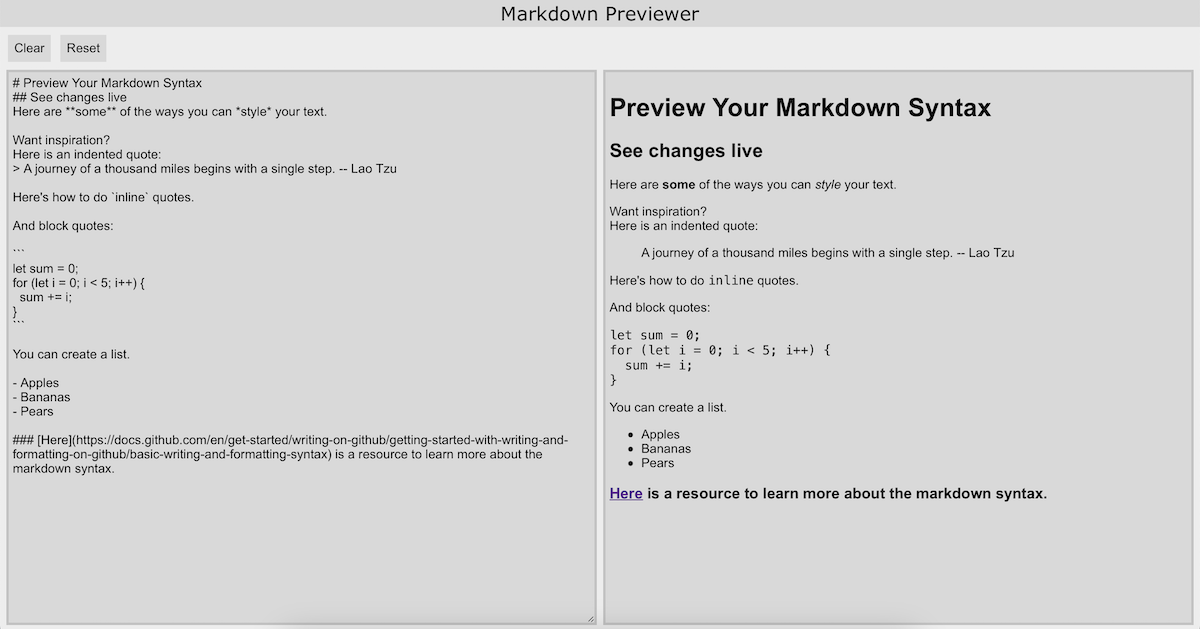 Markdown Previewer
Clear
Reset
# Preview Your Markdown Syntax
## See changes live
Here are **some** of the ways you can *style* your text.
Want inspiration?
Here is an indented quote:
> A journey of a thousand miles begins with a single step. -- Lao Tzu
Here's how to do `inline` quotes.
And block quotes:
```
let sum = 0;
for (let i = 0; i < 5; i++) {
  sum += i;
}
```
You can create a list.
- Apples
- Bananas
- Pears
### [Here](https://docs.github.com/en/get-started/writing-on-github/getting-started-with-writing-and-
formatting-on-github/basic-writing-and-formatting-syntax) is a resource to learn more about the
markdown syntax.
Preview Your Markdown Syntax
See changes live
Here are some of the ways you can style your text.
Want inspiration?
Here is an indented quote:
A journey of a thousand miles begins with a single step. -- Lao Tzu
Here's how to do inline quotes.
And block quotes:
let sum = 0;
for (let i = 0; i < 5; i++) {
  sum += i;
}
You can create a list.
• Apples
• Bananas
• Pears
Here is a resource to learn more about the markdown syntax.